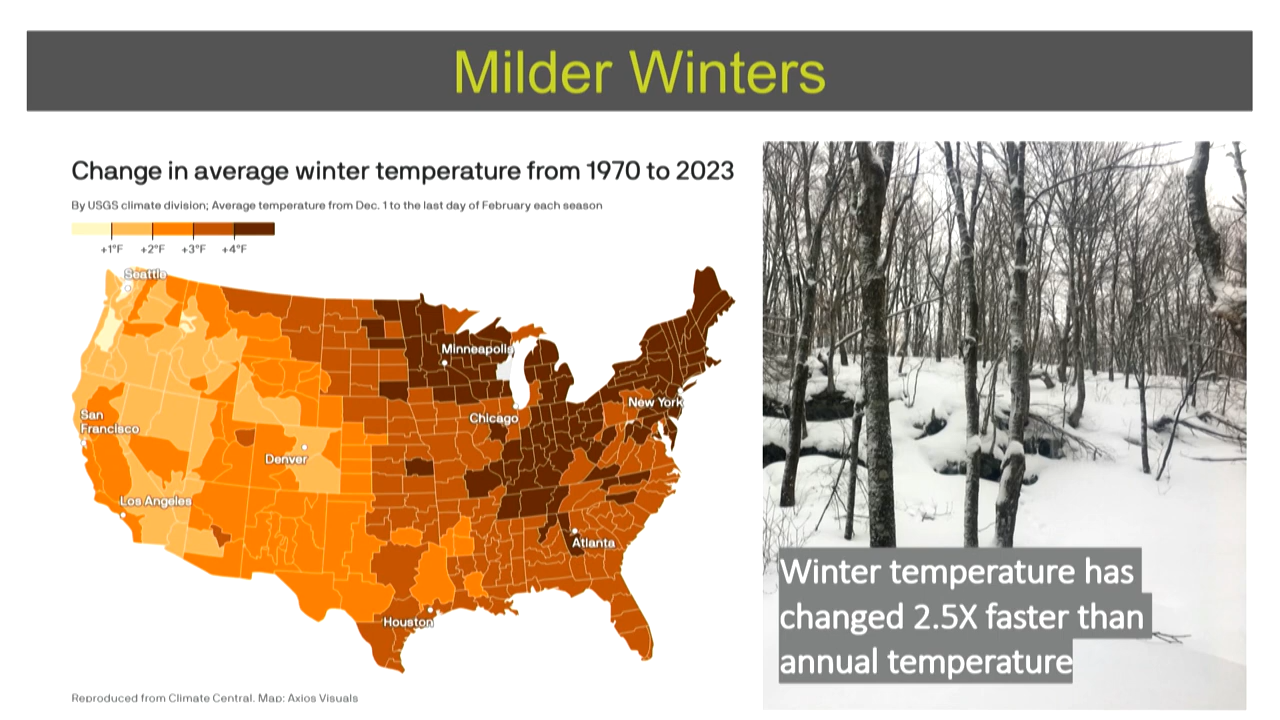 Milder Winters
Change in average winter temperature from 1970 to 2023
By USGS climate division; Average temperature from Dec. 1 to the last day of February each season
+1°F +2°F +3°F +4°F
Seattle
Minneapolis
New York
Chicago
San
Francisco
Denver
Los Angeles
Atlanta
Houston
Reproduced from Climate Central. Map: Axios Visuals
Winter temperature has
changed 2.5X faster than
annual temperature